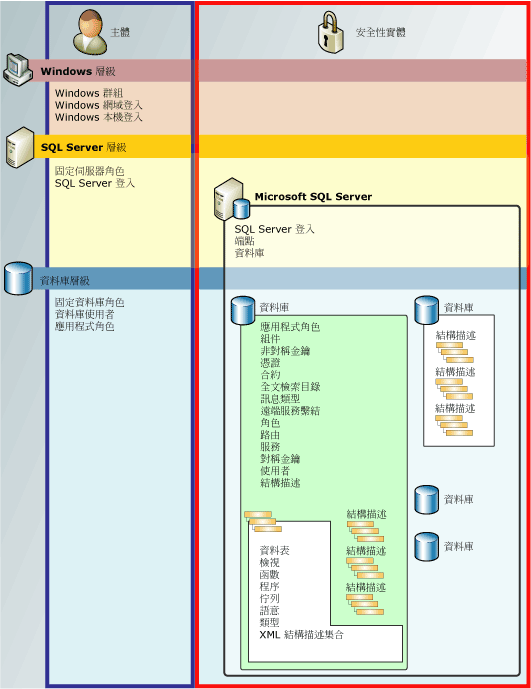 主體
安全性實體
Windows 層級
Windows 群組
Windows 網域登入
Windows 本機登入
SQL Server 層級
固定伺服器角色
SQL Server 登入
Microsoft SQL Server
SQL Server 登入
端點
資料庫
資料庫層級
固定資料庫角色
資料庫使用者
應用程式角色
資料庫
應用程式角色
組件
非對稱金鑰
憑證
合約
全文檢索目錄
訊息類型
遠端服務繫結
角色
路由
服務
對稱金鑰
使用者
結構描述
資料表
檢視
函數
程序
佇列
語意
類型
XML 結構描述集合
結構描述
結構描述
結構描述
資料庫
結構描述
結構描述
結構描述
資料庫
資料庫